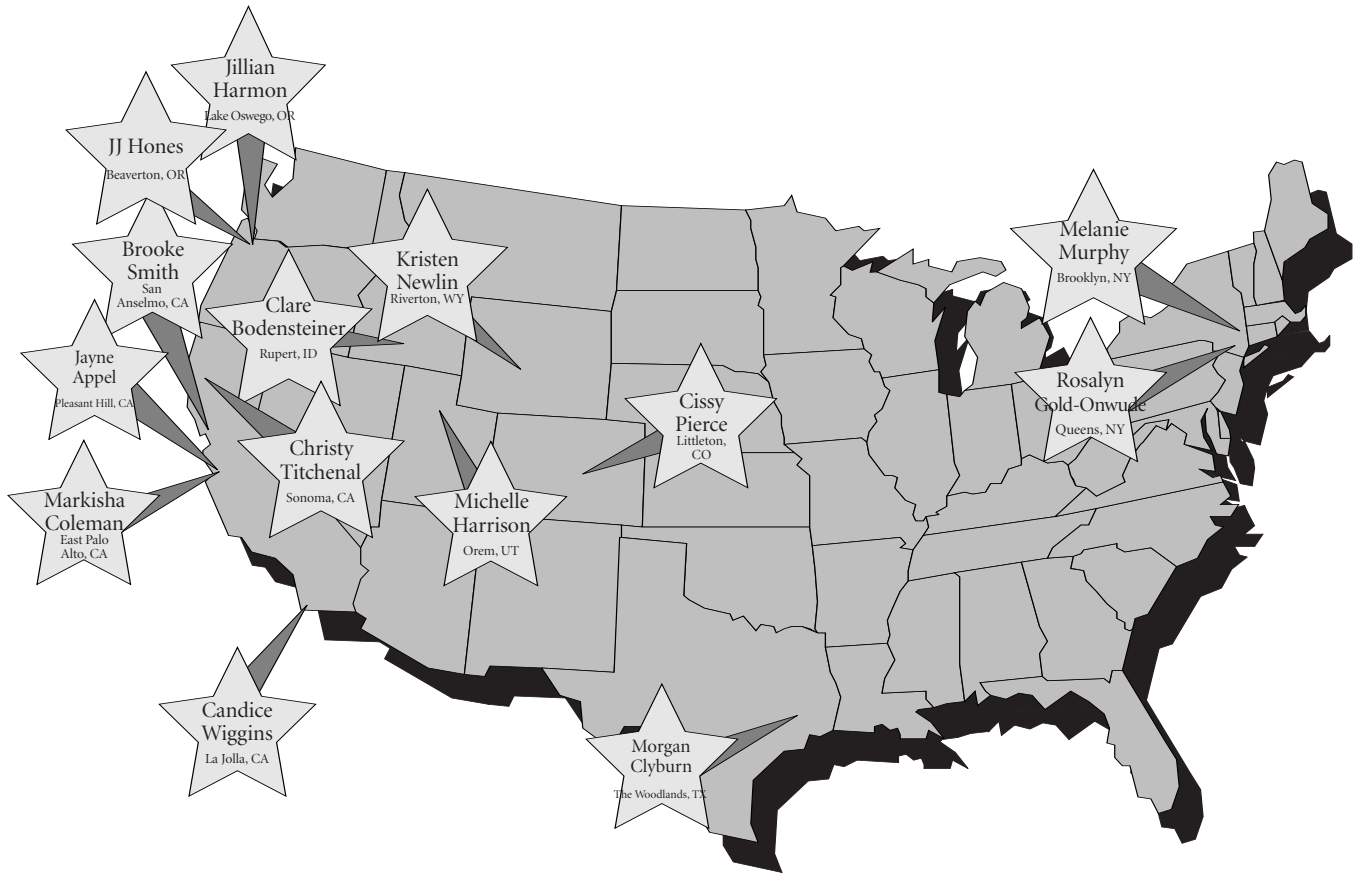 Jillian
Harmon
Lake Oswego, OR
JJ Hones
Beaverton, OR
Brooke
Smith
San
Anselmo, CA
Kristen
Newlin
Riverton, WY
Melanie
Murphy
Brooklyn, NY
Clare
Bodensteiner
Rupert, ID
Jayne
Appel
Pleasant Hill, CA
Rosalyn
Gold-Onwude
Queens, NY
Cissy
Pierce
Littleton,
CO
Christy
Titchenal
Sonoma, CA
Markisha
Coleman
East Palo
Alto, CA
Michelle
Harrison
Orem, UT
Candice
Wiggins
La Jolla, CA
Morgan
Clyburn
The Woodlands, TX